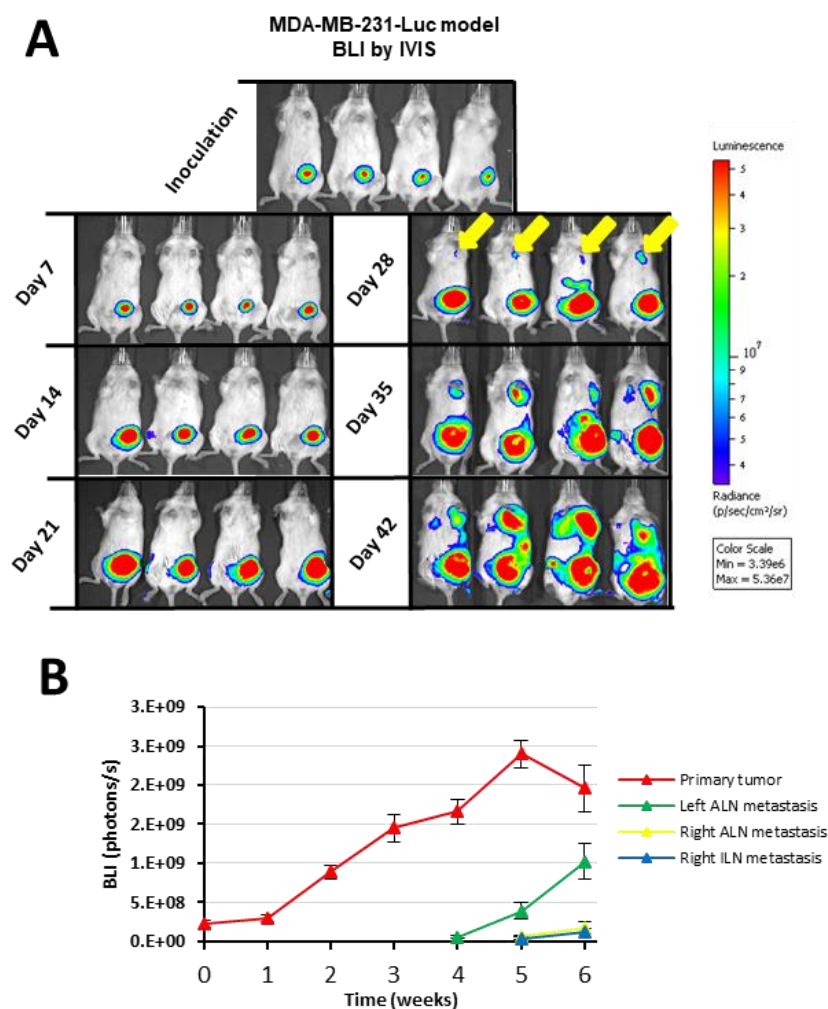 A
MDA-MB-231-Luc model
BLI by IVIS
Inoculation
Day 7
Day 14
Day 21
Day 28
Day 35
Day 42
Luminescence
5
4
3
2
10⁷
9
8
7
6
5
4
Radiance
(p/sec/cm²/sr)
Color Scale
Min = 3.39e6
Max = 5.36e7
B
3.E+09
3.E+09
2.E+09
2.E+09
1.E+09
5.E+08
0.E+00
BLI (photons/s)
0 1 2 3 4 5 6
Time (weeks)
Primary tumor
Left ALN metastasis
Right ALN metastasis
Right ILN metastasis